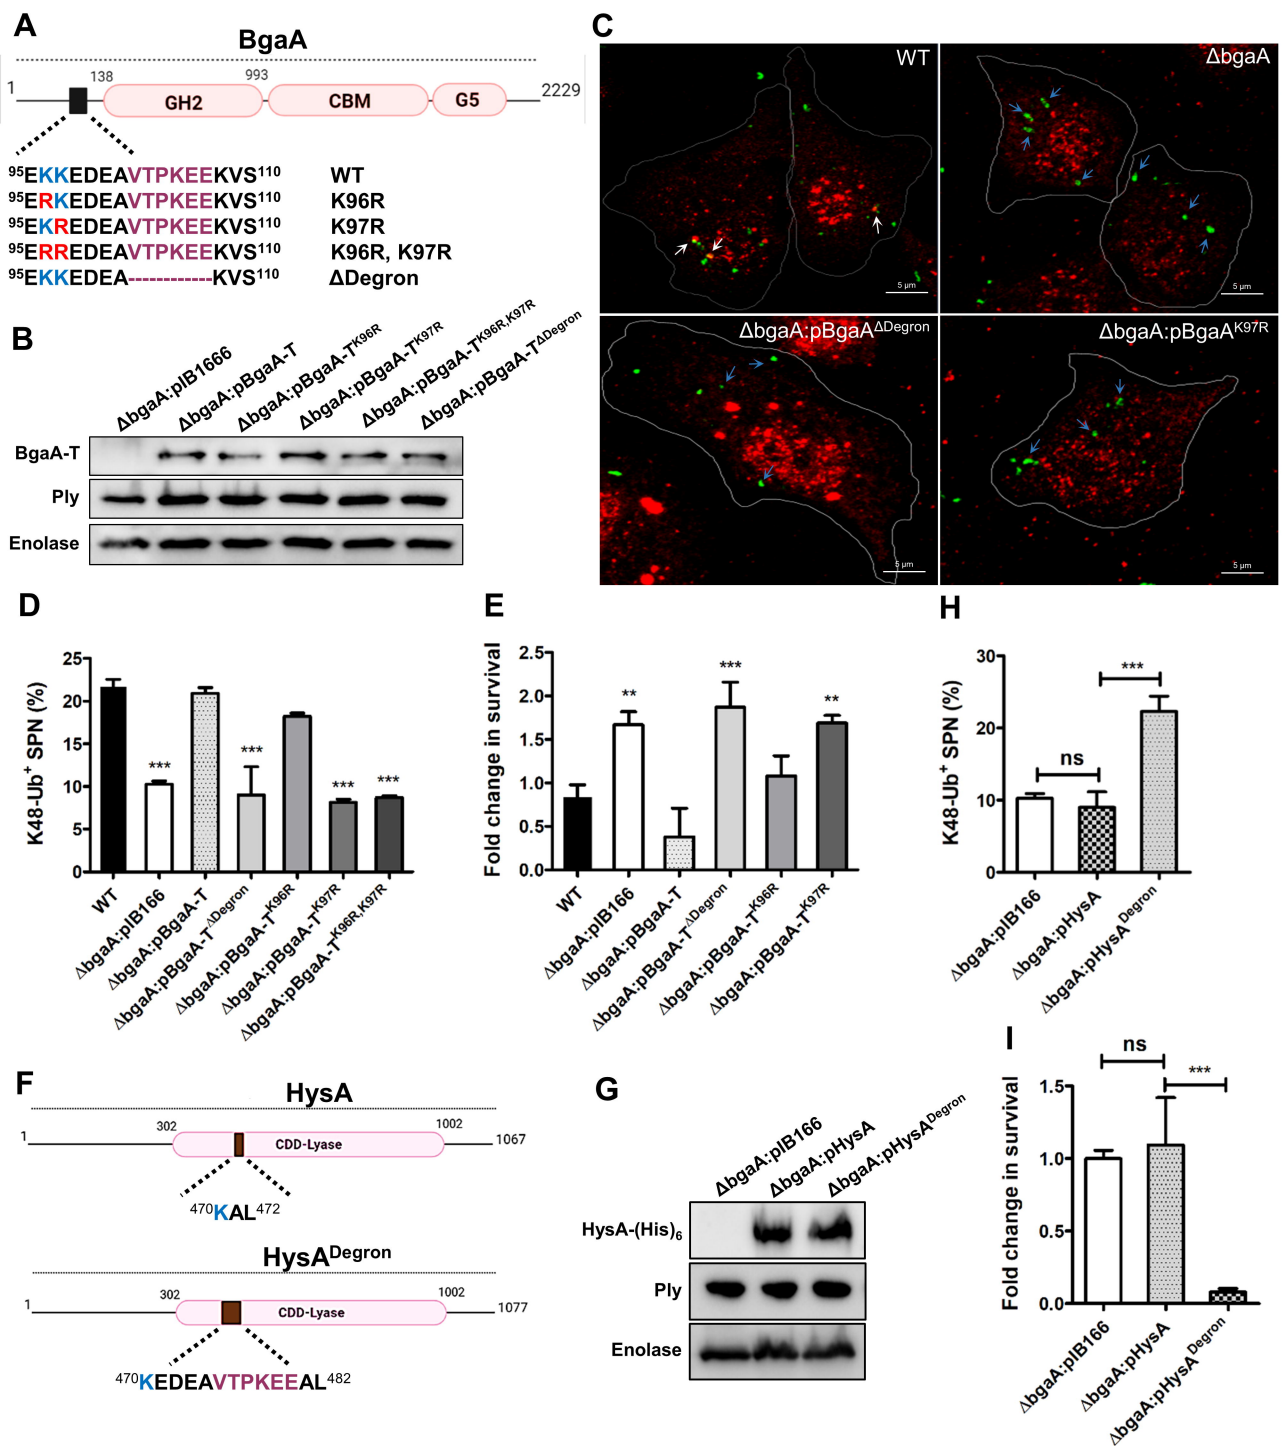 A
BgaA
1
138
993
2229
GH2
CBM
G5
95EKKEDEAVTPKEEKVS110 WT
95ERKEDEAVTPKEEKVS110 K96R
95EKREDEAVTPKEEKVS110 K97R
95ERREDEAVTPKEEKVS110 K96R, K97R
95EKKEDEA------------KVS110 ΔDegron
B
ΔbgaA:pIB1666
ΔbgaA:pBgaA-T
ΔbgaA:pBgaA-TK96R
ΔbgaA:pBgaA-TK97R
ΔbgaA:pBgaA-TK96R,K97R
ΔbgaA:pBgaA-TΔDegron
BgaA-T
Ply
Enolase
C
WT
5 µm
ΔbgaA
5 µm
ΔbgaA:pBgaAΔDegron
5 µm
ΔbgaA:pBgaAK97R
5 µm
D
K48-Ub+ SPN (%)
25
20
15
10
5
0
***
***
***
***
WT
ΔbgaA:pIB166
ΔbgaA:pBgaA-T
ΔbgaA:pBgaA-TΔDegron
ΔbgaA:pBgaA-TK96R
ΔbgaA:pBgaA-TK97R
ΔbgaA:pBgaA-TK96R,K97R
E
Fold change in survival
2.5
2.0
1.5
1.0
0.5
0.0
**
***
**
WT
ΔbgaA:pIB166
ΔbgaA:pBgaA-T
ΔbgaA:pBgaA-TΔDegron
ΔbgaA:pBgaA-TK96R
ΔbgaA:pBgaA-TK97R
H
K48-Ub+ SPN (%)
30
20
10
0
ns
***
ΔbgaA:pIB166
ΔbgaA:pHysA
ΔbgaA:pHysADegron
F
HysA
1
302
1002
1067
CDD-Lyase
470KAL472
HysADegron
1
302
1002
1077
CDD-Lyase
470KEDEAVTPKEEAL482
G
ΔbgaA:pIB166
ΔbgaA:pHysA
ΔbgaA:pHysADegron
HysA-(His)6
Ply
Enolase
I
Fold change in survival
1.5
1.0
0.5
0.0
ns
***
ΔbgaA:pIB166
ΔbgaA:pHysA
ΔbgaA:pHysADegron